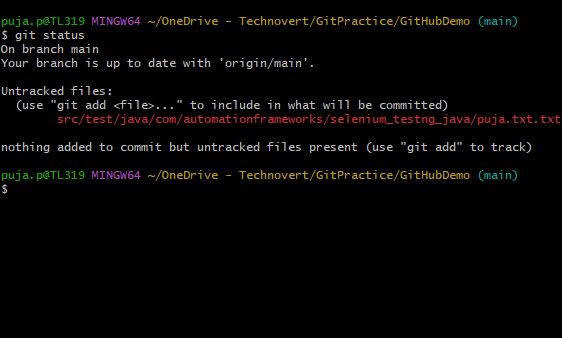 puja.p@TL319 MINGW64 ~/OneDrive - Technovert/GitPractice/GitHubDemo (main)
$ git status
On branch main
Your branch is up to date with 'origin/main'.
Untracked files:
(use "git add <file>..." to include in what will be committed)
src/test/java/com/automationframeworks/selenium_testng_java/puja.txt.txt
nothing added to commit but untracked files present (use "git add" to track)
puja.p@TL319 MINGW64 ~/OneDrive - Technovert/GitPractice/GitHubDemo (main)
$